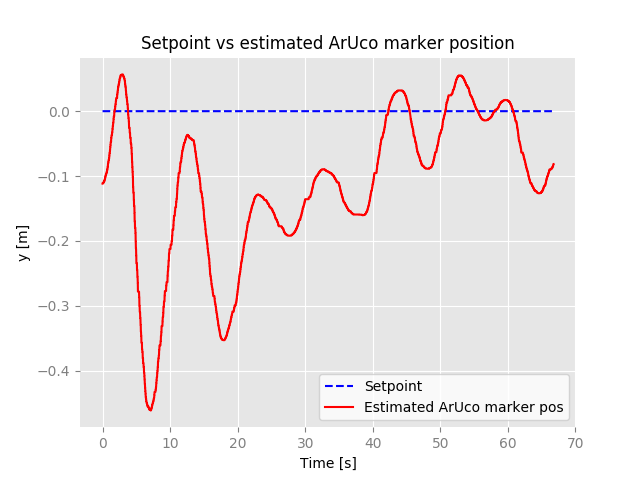 Setpoint vs estimated ArUco marker position
0.0
−0.1
−0.2
−0.3
−0.4
y [m]
Setpoint
Estimated ArUco marker pos
0 10 20 30 40 50 60 70
Time [s]